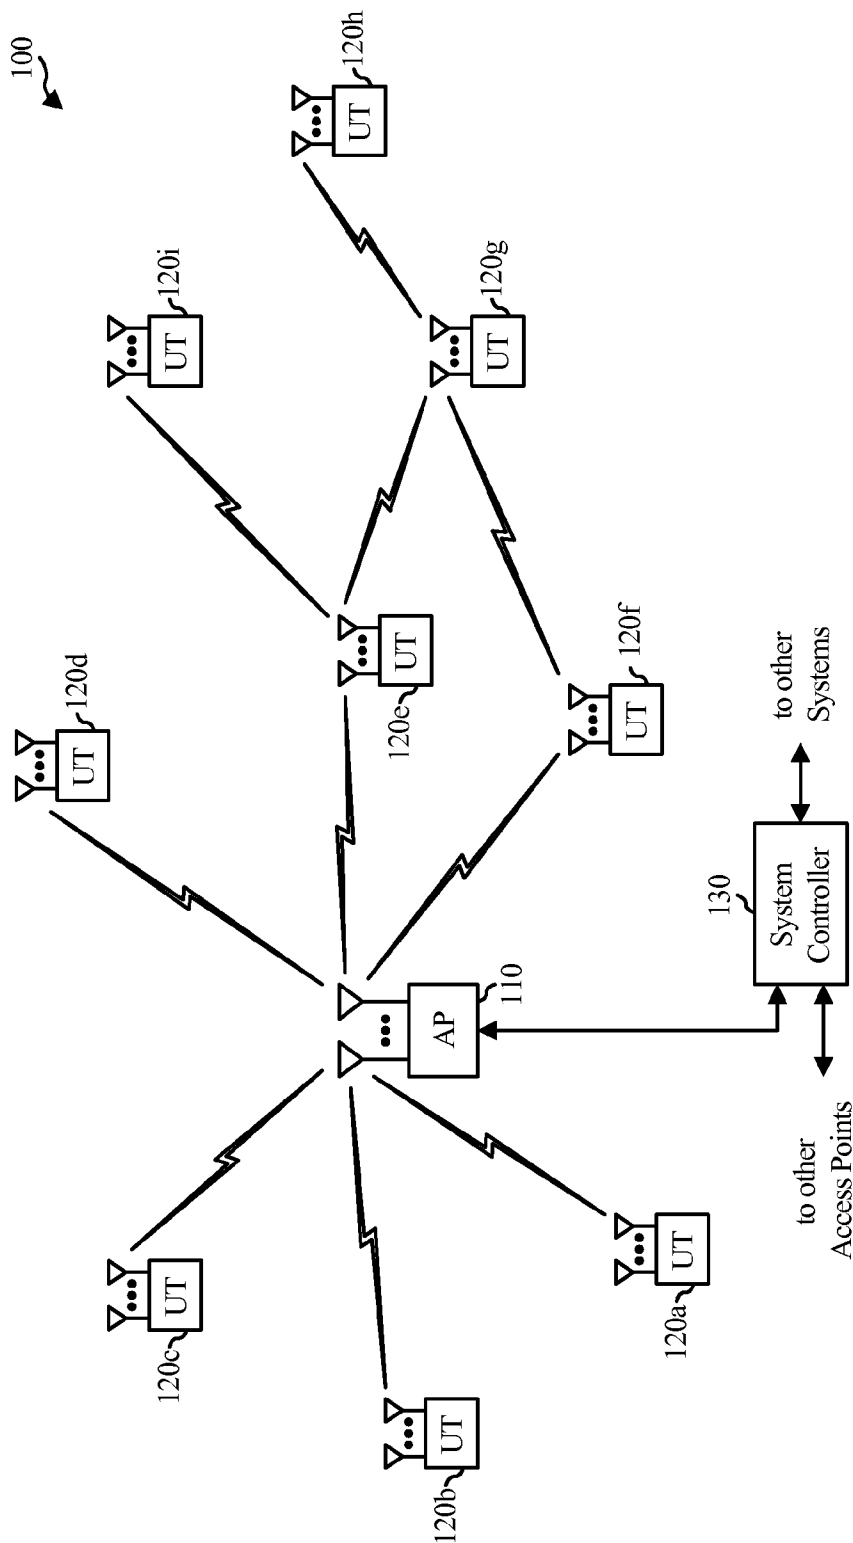 100
UT
120h
UT
120i
UT
120g
UT
120d
UT
120e
UT
120f
AP
110
UT
120c
UT
120b
UT
120a
130
System
Controller
to other
Systems
to other
Access Points